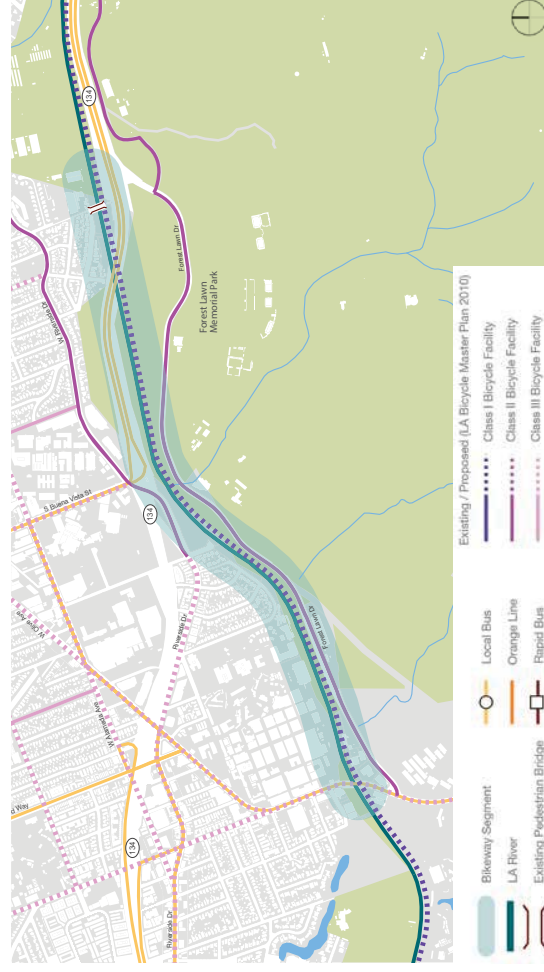 134
Forest Lawn Dr
W Riverside Dr
Forest Lawn
Memorial Park
S Buena Vista St
134
W Olive Ave
Riverside Dr
Forest Lawn Dr
W Alameda Ave
d Way
134
Riverside Dr
Bikeway Segment
LA River
Existing Pedestrian Bridge
Local Bus
Orange Line
Rapid Bus
Existing / Proposed (LA Bicycle Master Plan 2010)
Class I Bicycle Facility
Class II Bicycle Facility
Class III Bicycle Facility